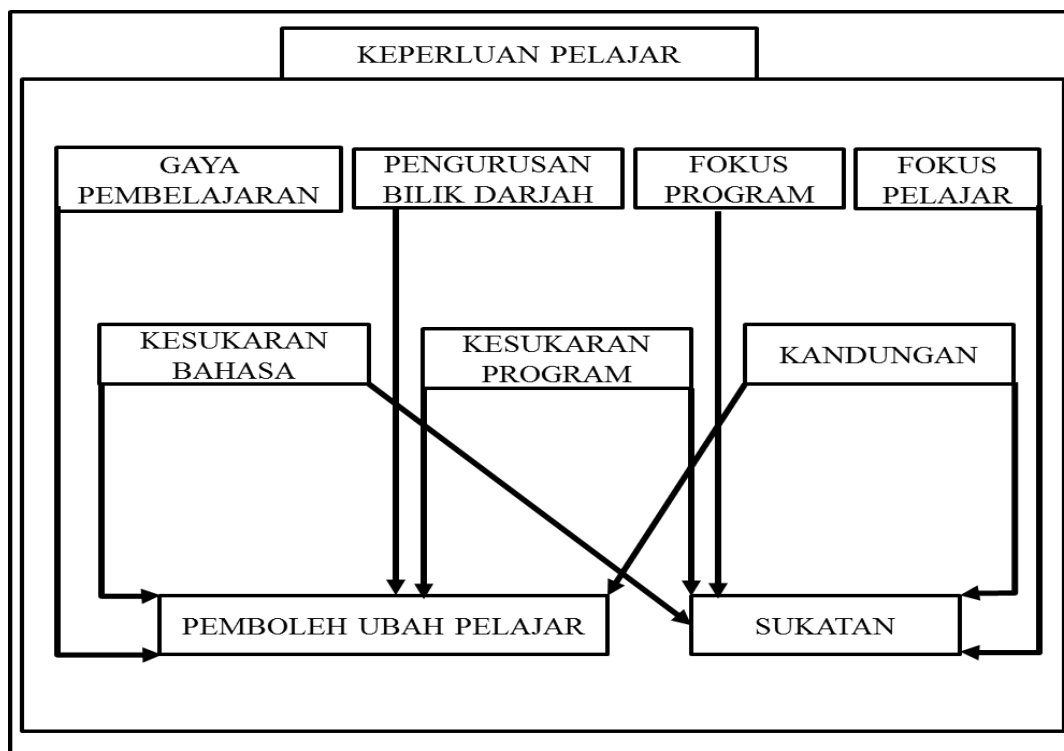 KEPERLUAN PELAJAR
GAYA
PEMBELAJARAN
PENGURUSAN
BILIK DARJAH
FOKUS
PROGRAM
FOKUS
PELAJAR
KESUKARAN
BAHASA
KESUKARAN
PROGRAM
KANDUNGAN
PEMBOLEH UBAH PELAJAR
SUKATAN